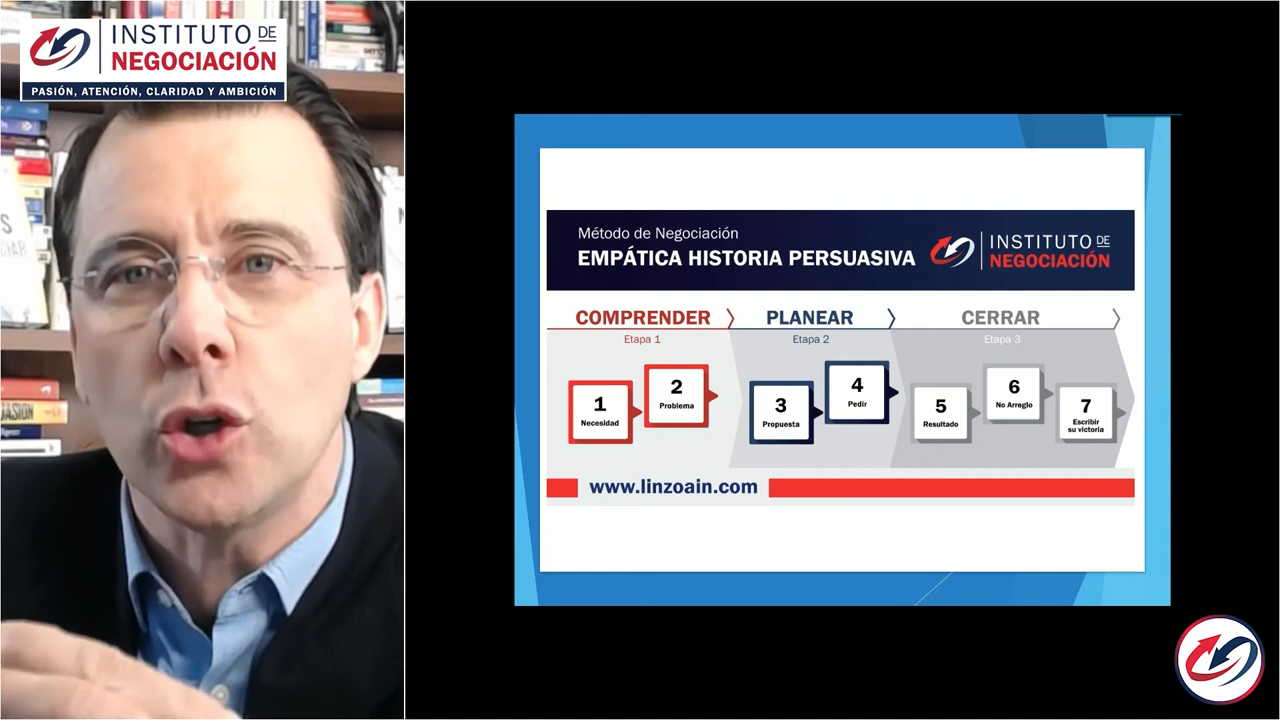 INSTITUTO DE
NEGOCIACIÓN
PASIÓN, ATENCIÓN, CLARIDAD Y AMBICIÓN
ASION
Método de Negociación
EMPÁTICA HISTORIA PERSUASIVA
INSTITUTO DE
NEGOCIACIÓN
COMPRENDER
Etapa 1
PLANEAR
Etapa 2
CERRAR
Etapa 3
1
Necesidad
2
Problema
3
Propuesta
4
Pedir
5
Resultado
6
No Arreglo
7
Escribir
su victoria
www.linzoain.com